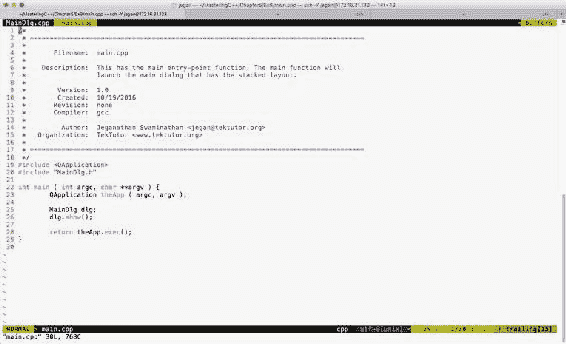 MainDlg.cpp
1
2 * ===============================================================================
3 *
4 * Filename: main.cpp
5 *
6 * Description: This has the main entry-point function. The main function will
7 * launch the main dialog that has the stacked layout.
8 *
9 * Version: 1.0
10 * Created: 10/19/2016
11 * Revision: none
12 * Compiler: gcc
13 *
14 * Author: Jeganathan Swaminathan <jegan@tektutor.org>
15 * Organization: TekTutor <www.tektutor.org>
16 *
17 * ===============================================================================
18 */
19 #include <QApplication>
20 #include "MainDlg.h"
21
22 int main ( int argc, char **argv ) {
23 QApplication theApp ( argc, argv );
24
25 MainDlg dlg;
26 dlg.show();
27
28 return theApp.exec();
29 }
30
NORMAL main.cpp cpp
"main.cpp" 30L, 763C